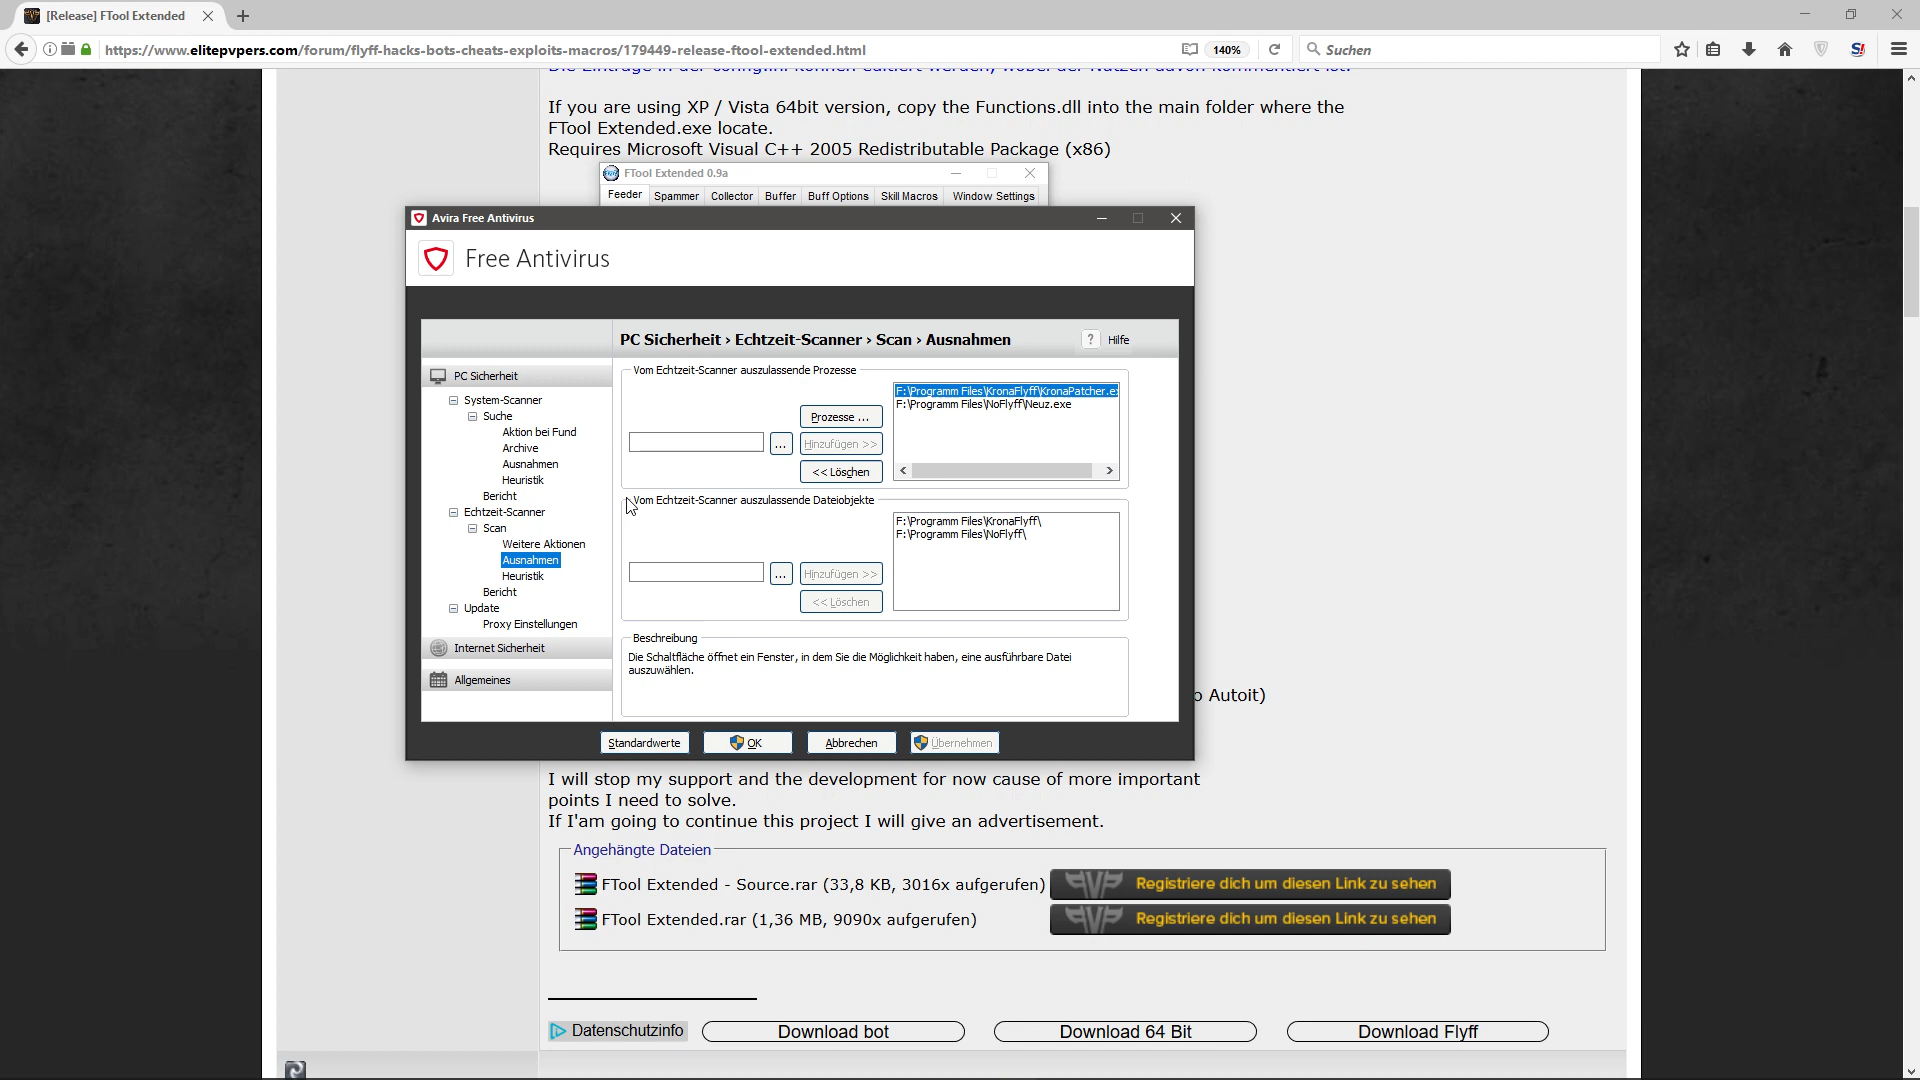 [Release] FTool Extended
https://www.elitepvpers.com/forum/flyff-hacks-bots-cheats-exploits-macros/179449-release-ftool-extended.html
140%
Suchen
If you are using XP / Vista 64bit version, copy the Functions.dll into the main folder where the
FTool Extended.exe locate.
Requires Microsoft Visual C++ 2005 Redistributable Package (x86)
FTool Extended 0.9a
Feeder Spammer Collector Buffer Buff Options Skill Macros Window Settings
Avira Free Antivirus
Free Antivirus
PC Sicherheit › Echtzeit-Scanner › Scan › Ausnahmen
? Hilfe
PC Sicherheit
System-Scanner
Suche
Aktion bei Fund
Archive
Ausnahmen
Heuristik
Bericht
Echtzeit-Scanner
Scan
Weitere Aktionen
Ausnahmen
Heuristik
Bericht
Update
Proxy Einstellungen
Internet Sicherheit
Allgemeines
Vom Echtzeit-Scanner auszulassende Prozesse
Prozesse ...
...
Hinzufügen >>
<< Löschen
F:\Programm Files\KronaFlyff\KronaPatcher.ex
F:\Programm Files\NoFlyff\Neuz.exe
Vom Echtzeit-Scanner auszulassende Dateiobjekte
...
Hinzufügen >>
<< Löschen
F:\Programm Files\KronaFlyff\
F:\Programm Files\NoFlyff\
Beschreibung
Die Schaltfläche öffnet ein Fenster, in dem Sie die Möglichkeit haben, eine ausführbare Datei
auszuwählen.
Standardwerte
OK
Abbrechen
Übernehmen
o Autoit)
I will stop my support and the development for now cause of more important
points I need to solve.
If I'am going to continue this project I will give an advertisement.
Angehängte Dateien
FTool Extended - Source.rar (33,8 KB, 3016x aufgerufen) Registriere dich um diesen Link zu sehen
FTool Extended.rar (1,36 MB, 9090x aufgerufen) Registriere dich um diesen Link zu sehen
Datenschutzinfo
Download bot
Download 64 Bit
Download Flyff